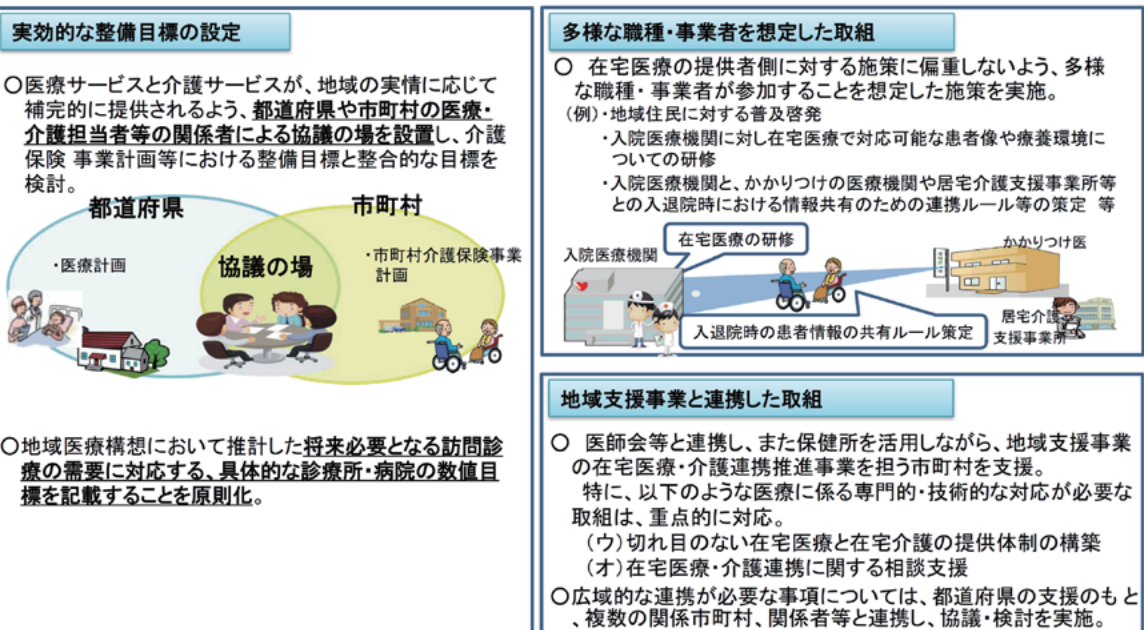 実効的な整備目標の設定
○医療サービスと介護サービスが、地域の実情に応じて
補完的に提供されるよう、都道府県や市町村の医療・
介護担当者等の関係者による協議の場を設置し、介護
保険 事業計画等における整備目標と整合的な目標を
検討。
都道府県
市町村
・医療計画
協議の場
・市町村介護保険事業
計画
○地域医療構想において推計した将来必要となる訪問診
療の需要に対応する、具体的な診療所・病院の数値目
標を記載することを原則化。
多様な職種・事業者を想定した取組
○ 在宅医療の提供者側に対する施策に偏重しないよう、多様
な職種・事業者が参加することを想定した施策を実施。
(例)・地域住民に対する普及啓発
・入院医療機関に対し在宅医療で対応可能な患者像や療養環境に
ついての研修
・入院医療機関と、かかりつけの医療機関や居宅介護支援事業所等
との入退院時における情報共有のための連携ルール等の策定 等
入院医療機関
在宅医療の研修
かかりつけ医
入退院時の患者情報の共有ルール策定
居宅介護
支援事業所
地域支援事業と連携した取組
○ 医師会等と連携し、また保健所を活用しながら、地域支援事業
の在宅医療・介護連携推進事業を担う市町村を支援。
特に、以下のような医療に係る専門的・技術的な対応が必要な
取組は、重点的に対応。
(ウ)切れ目のない在宅医療と在宅介護の提供体制の構築
(オ)在宅医療・介護連携に関する相談支援
○広域的な連携が必要な事項については、都道府県の支援のもと
、複数の関係市町村、関係者等と連携し、協議・検討を実施。